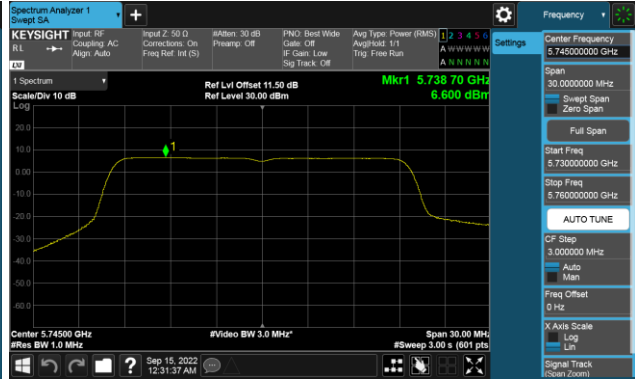 Spectrum Analyzer 1
Swept SA
+
Frequency
KEYSIGHT
RL
LXI
Input: RF
Coupling: AC
Align: Auto
Input Z: 50 Ω
Corrections: On
Freq Ref: Int (S)
#Atten: 30 dB
Preamp: Off
PNO: Best Wide
Gate: Off
IF Gain: Low
Sig Track: Off
Avg Type: Power (RMS)
Avg|Hold: 1/1
Trig: Free Run
1 2 3 4 5 6
A W W W W W
A N N N N N
1 Spectrum
Scale/Div 10 dB
Log
Ref Lvl Offset 11.50 dB
Ref Level 30.00 dBm
Mkr1 5.738 70 GHz
6.600 dBm
20.0
10.0
0.00
-10.0
-20.0
-30.0
-40.0
-50.0
-60.0
1
Center 5.74500 GHz
#Res BW 1.0 MHz
#Video BW 3.0 MHz*
Span 30.00 MHz
#Sweep 3.00 s (601 pts)
?
Sep 15, 2022
12:31:37 AM
Settings
Center Frequency
5.745000000 GHz
Span
30.0000000 MHz
Swept Span
Zero Span
Full Span
Start Freq
5.730000000 GHz
Stop Freq
5.760000000 GHz
AUTO TUNE
CF Step
3.000000 MHz
Auto
Man
Freq Offset
0 Hz
X Axis Scale
Log
Lin
Signal Track
(Span Zoom)